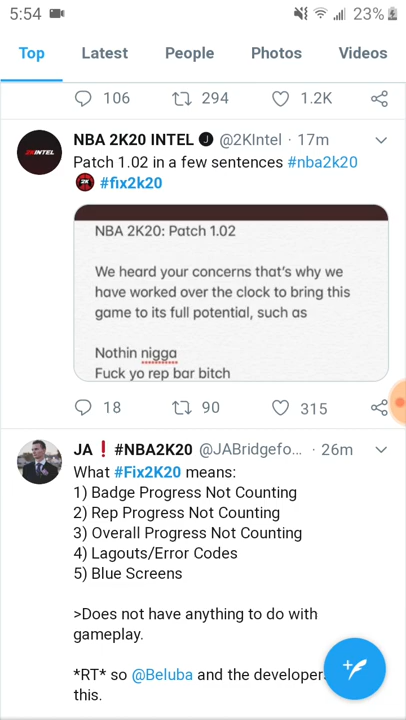 5:54 23%
Top Latest People Photos Videos
106 294 1.2K
NBA 2K20 INTEL @2KIntel · 17m
2KINTEL
Patch 1.02 in a few sentences #nba2k20
#fix2k20
NBA 2K20: Patch 1.02
We heard your concerns that's why we
have worked over the clock to bring this
game to its full potential, such as
Nothin nigga
Fuck yo rep bar bitch
18 90 315
JA❗#NBA2K20 @JABridgefo... · 26m
What #Fix2K20 means:
1) Badge Progress Not Counting
2) Rep Progress Not Counting
3) Overall Progress Not Counting
4) Lagouts/Error Codes
5) Blue Screens
>Does not have anything to do with
gameplay.
*RT* so @Beluba and the developer
this.